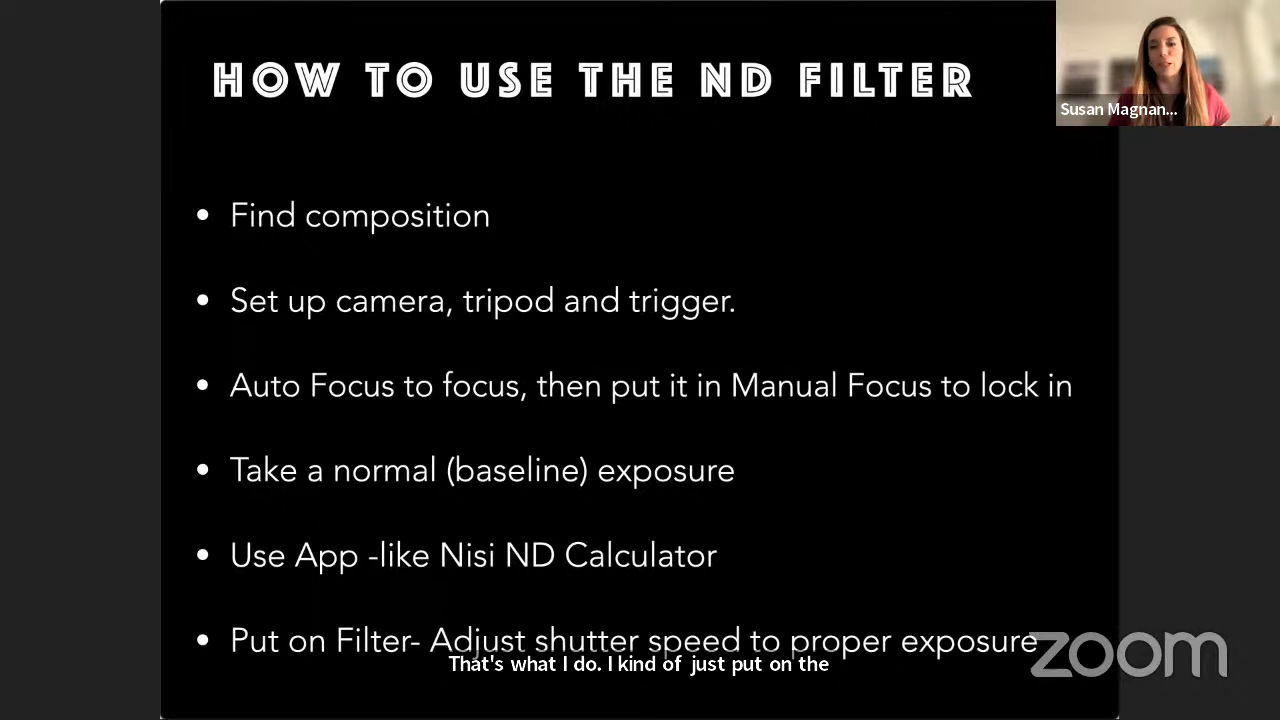 HOW TO USE THE ND FILTER
Susan Magnan...
• Find composition
• Set up camera, tripod and trigger.
• Auto Focus to focus, then put it in Manual Focus to lock in
• Take a normal (baseline) exposure
• Use App -like Nisi ND Calculator
• Put on Filter- Adjust shutter speed to proper exposure
That's what I do. I kind of just put on the
zoom